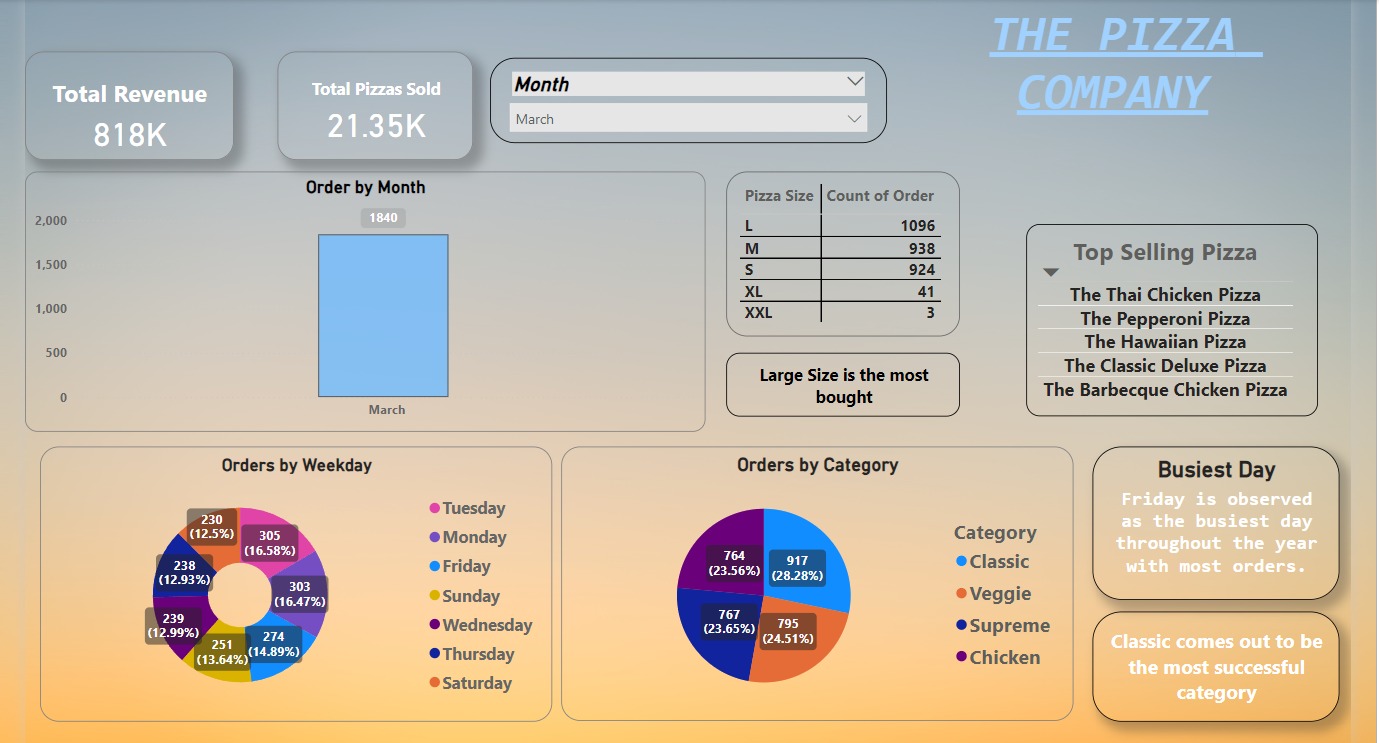 THE PIZZA
COMPANY
Total Revenue
818K
Total Pizzas Sold
21.35K
Month
March
Order by Month
2,000
1,500
1,000
500
0
1840
March
Pizza Size Count of Order
L 1096
M 938
S 924
XL 41
XXL 3
Large Size is the most
bought
Top Selling Pizza
The Thai Chicken Pizza
The Pepperoni Pizza
The Hawaiian Pizza
The Classic Deluxe Pizza
The Barbecque Chicken Pizza
Orders by Weekday
305
(16.58%)
303
(16.47%)
274
(14.89%)
251
(13.64%)
239
(12.99%)
238
(12.93%)
230
(12.5%)
Tuesday
Monday
Friday
Sunday
Wednesday
Thursday
Saturday
Orders by Category
917
(28.28%)
795
(24.51%)
767
(23.65%)
764
(23.56%)
Category
Classic
Veggie
Supreme
Chicken
Busiest Day
Friday is observed
as the busiest day
throughout the year
with most orders.
Classic comes out to be
the most successful
category